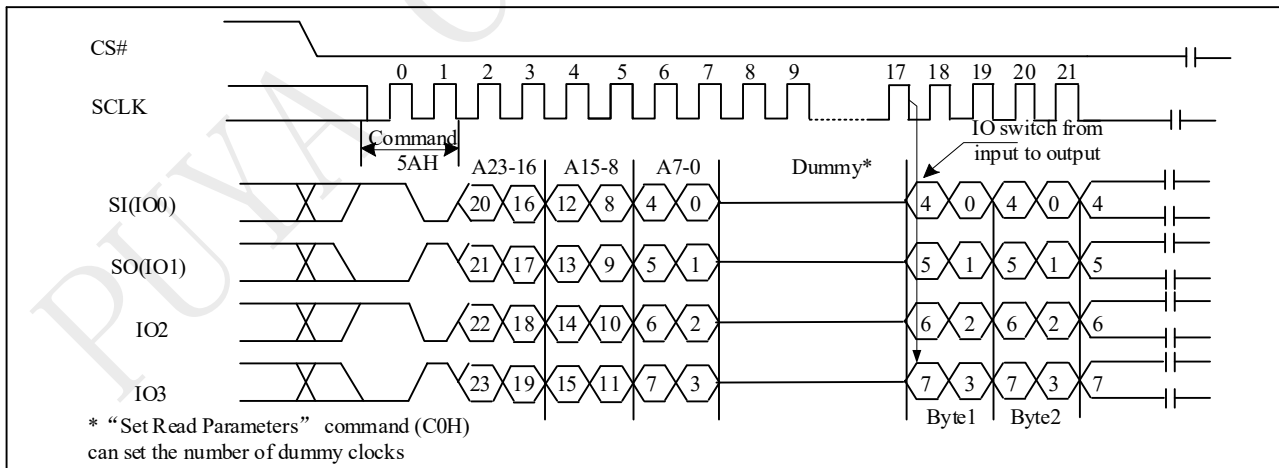 PUYA
CS#
0 1 2 3 4 5 6 7 8 9 17 18 19 20 21
SCLK
Command
5AH
IO switch from
input to output
A23-16 A15-8 A7-0 Dummy*
SI(IO0) 20 16 12 8 4 0 4 0 4 0 4
SO(IO1) 21 17 13 9 5 1 5 1 5 1 5
IO2 22 18 14 10 6 2 6 2 6 2 6
IO3 23 19 15 11 7 3 7 3 7 3 7
Byte1 Byte2
* “Set Read Parameters” command (C0H)
can set the number of dummy clocks